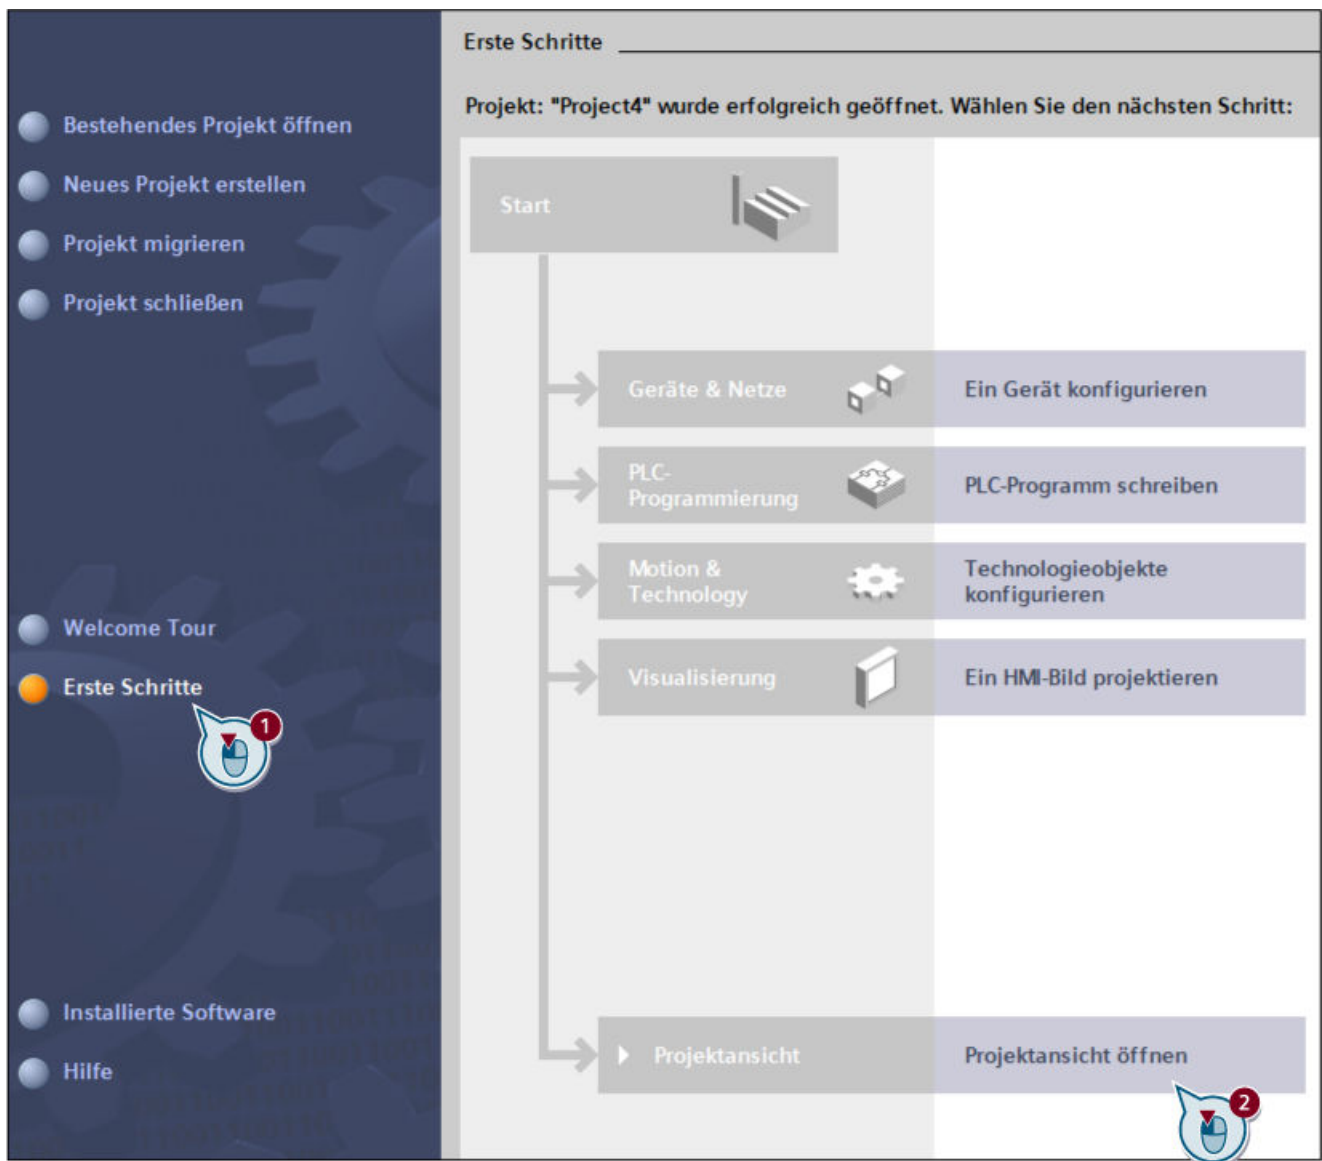 Erste Schritte
Projekt: "Project4" wurde erfolgreich geöffnet. Wählen Sie den nächsten Schritt:
Bestehendes Projekt öffnen
Neues Projekt erstellen
Projekt migrieren
Projekt schließen
Welcome Tour
Erste Schritte
1
Installierte Software
Hilfe
Start
Geräte & Netze
Ein Gerät konfigurieren
PLC-
Programmierung
PLC-Programm schreiben
Motion &
Technology
Technologieobjekte
konfigurieren
Visualisierung
Ein HMI-Bild projektieren
Projektansicht
Projektansicht öffnen
2